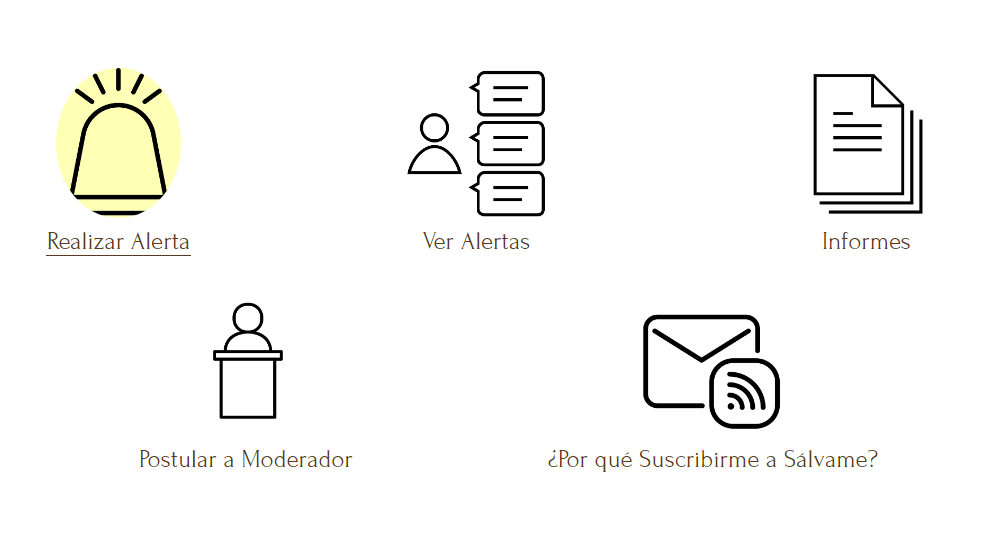 Realizar Alerta
Ver Alertas
Informes
Postular a Moderador
¿Por qué Suscribirme a Sálvame?